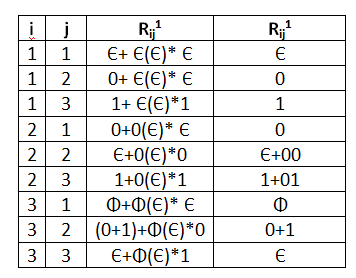 i j Rij¹ Rij¹
1 1 Є+ Є(Є)* Є Є
1 2 0+ Є(Є)* Є 0
1 3 1+ Є(Є)*1 1
2 1 0+0(Є)* Є 0
2 2 Є+0(Є)*0 Є+00
2 3 1+0(Є)*1 1+01
3 1 Φ+Φ(Є)* Є Φ
3 2 (0+1)+Φ(Є)*0 0+1
3 3 Є+Φ(Є)*1 Є